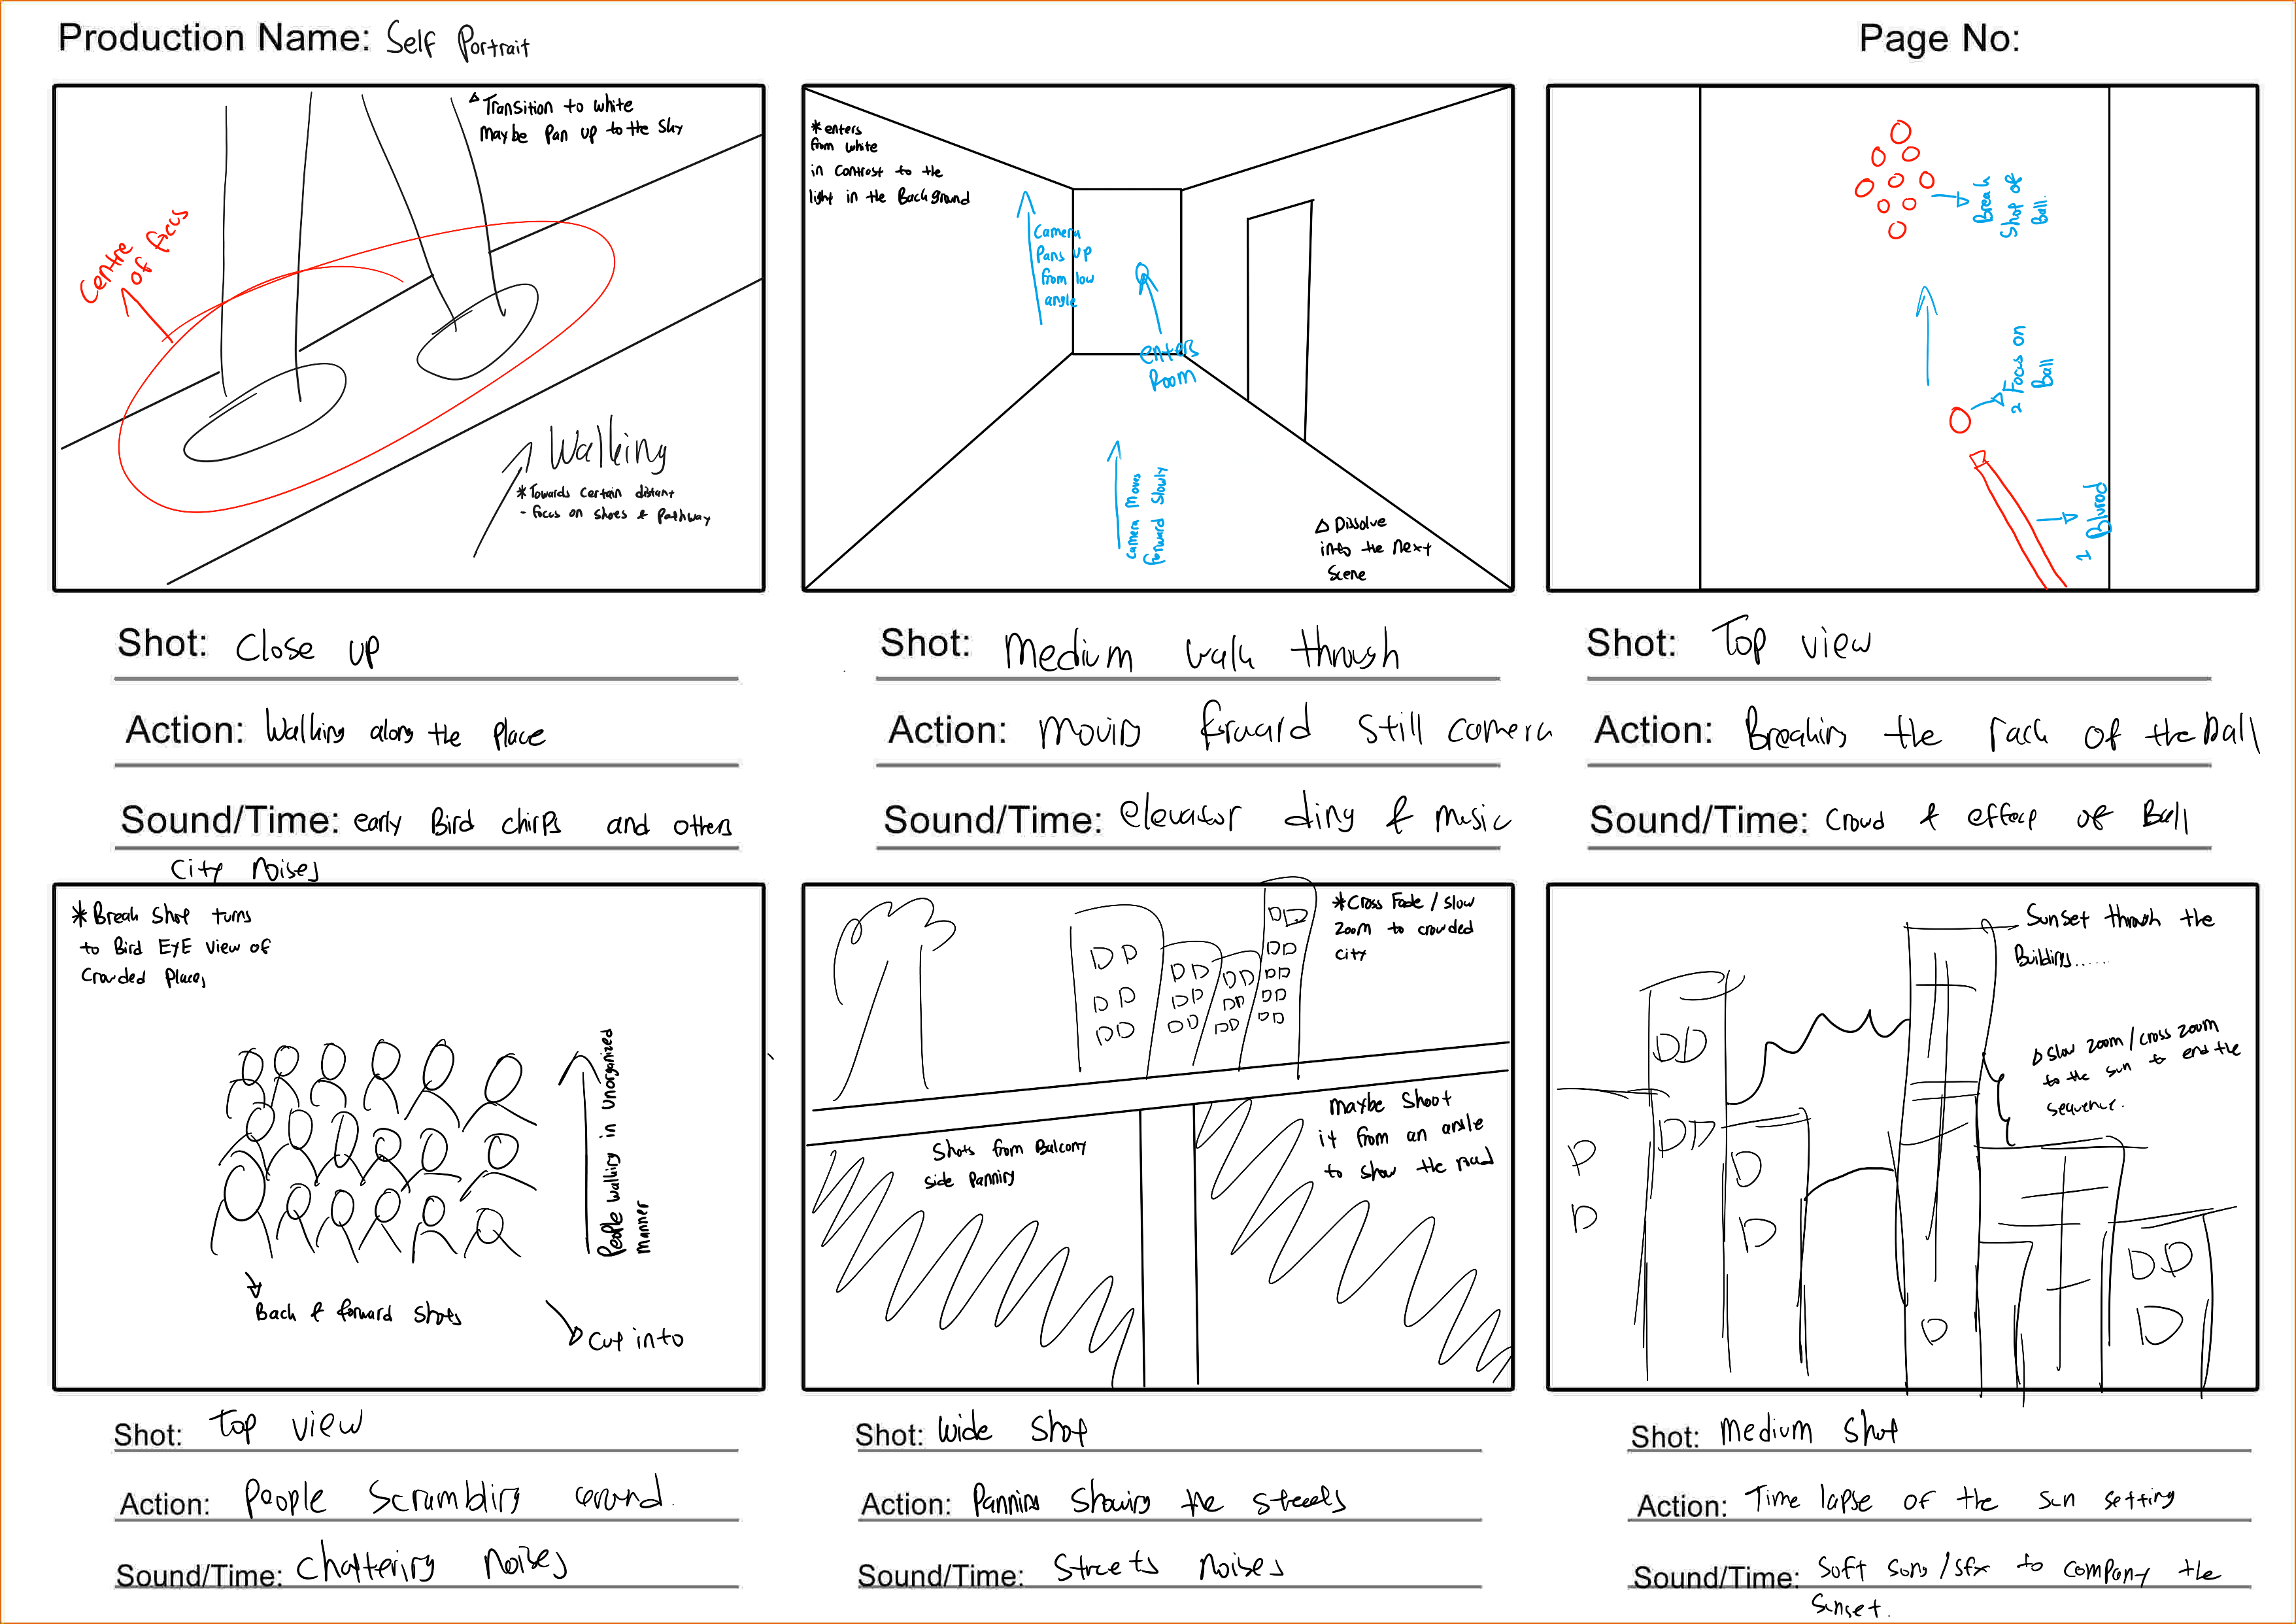 Production Name: Self Portrait
Page No:
△ Transition to white
maybe Pan up to the Sky
Centre
of focus
Walking
* Towards certain distant
- focus on shoes & Pathway
Shot: Close up
Action: Walking along the Place
Sound/Time: early Bird chirps and others
City Noises
* enters
from white
in contrast to the
light in the Background
Camera
Pans up
from low
angle
enters
Room
Camera moves
forward Slowly
△ Dissolve
into the next
Scene
Shot: Medium walk through
Action: Moving forward still camera
Sound/Time: elevator ding & music
Break
Shot of
Ball.
2 Focus on
Ball
1 Blurred
Shot: Top view
Action: Breaking the rack of the Ball
Sound/Time: Crowd & effect of Ball
* Break Shot turns
to Bird EYE view of
Crowded Places
People walking in Unorganized
manner
Back & forward shots
Cut into
Shot: Top view
Action: People Scrambling around.
Sound/Time: Chattering Noises
* Cross Fade / slow
zoom to crowded
city
Shots from Balcony
side Panning
maybe Shoot
it from an angle
to show the road
Shot: Wide Shot
Action: Panning Showing the streets
Sound/Time: Streets Noises
Sunset through the
Buildings......
△ Slow zoom / cross zoom
to the sun to end the
sequence.
Shot: Medium Shot
Action: Time lapse of the sun setting
Sound/Time: Soft song / sfx to company the
Sunset.